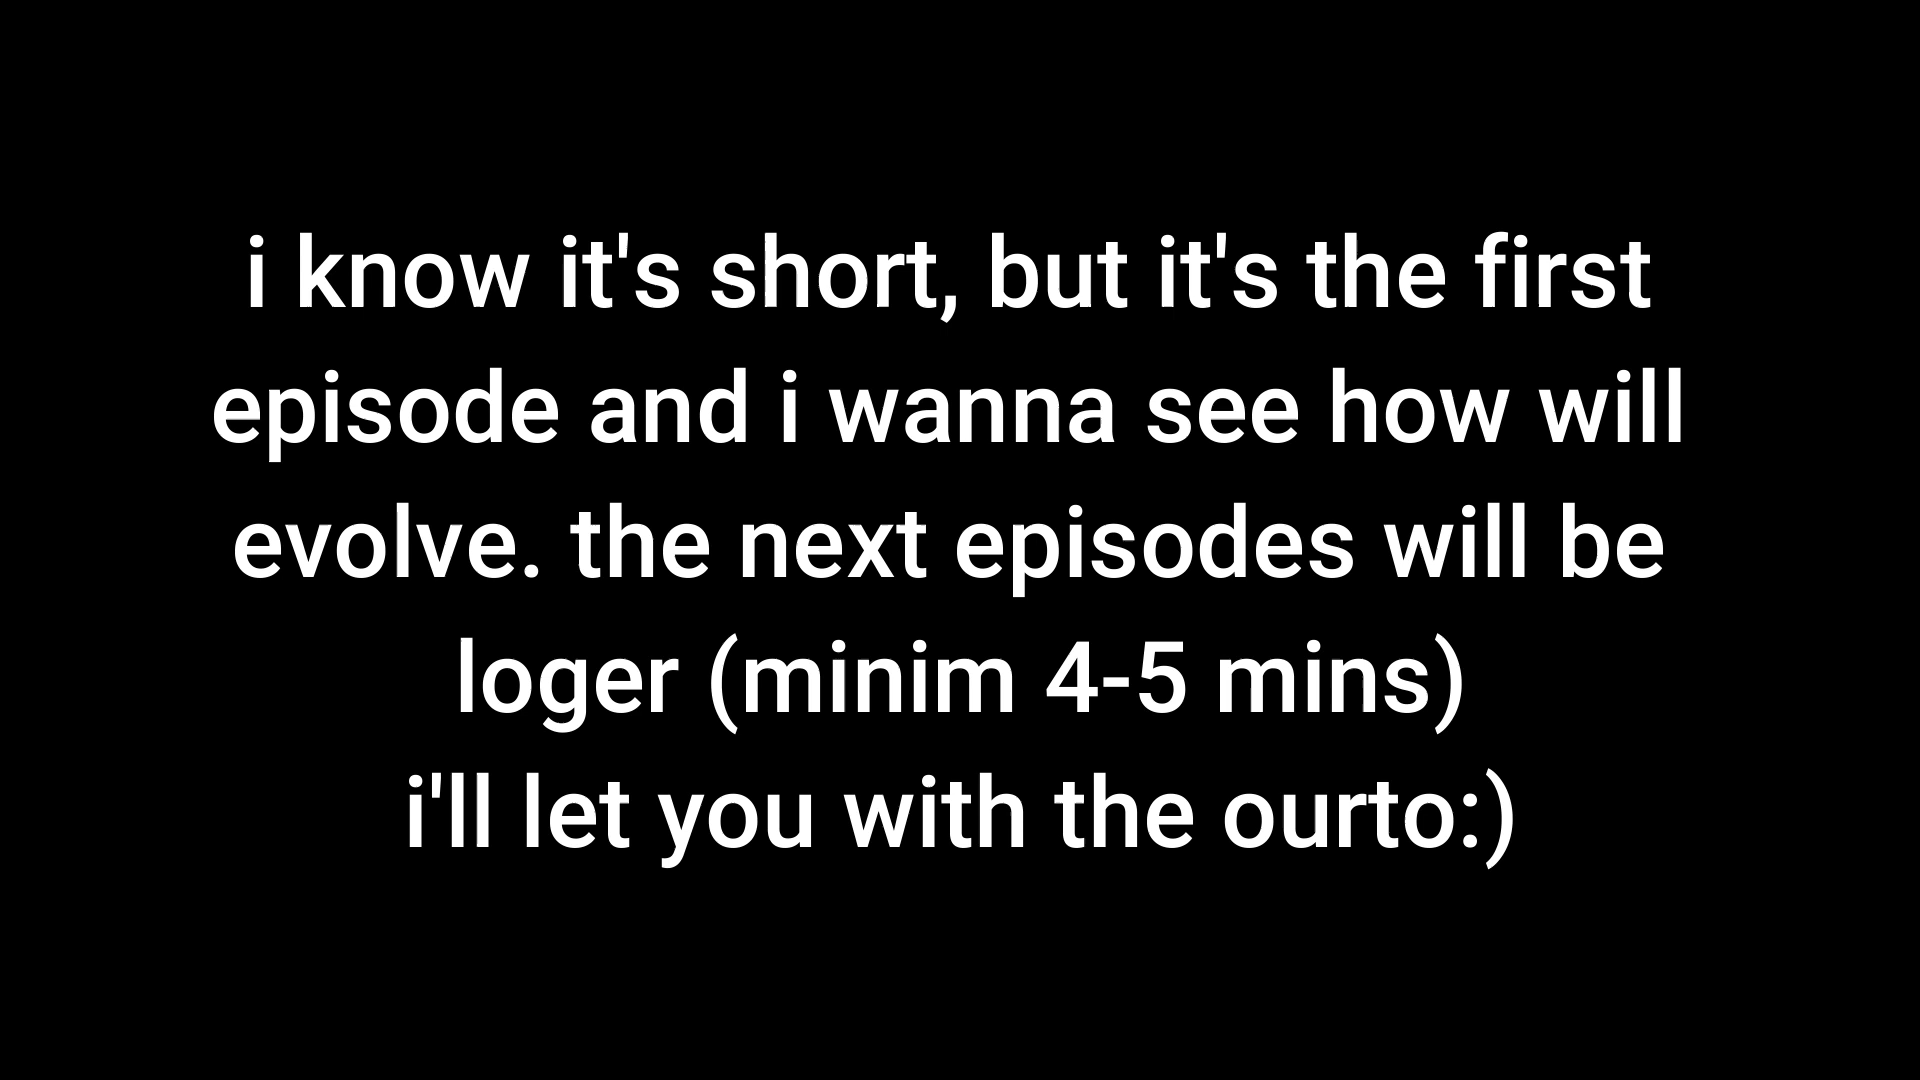 i know it's short, but it's the first
episode and i wanna see how will
evolve. the next episodes will be
loger (minim 4-5 mins)
i'll let you with the ourto:)